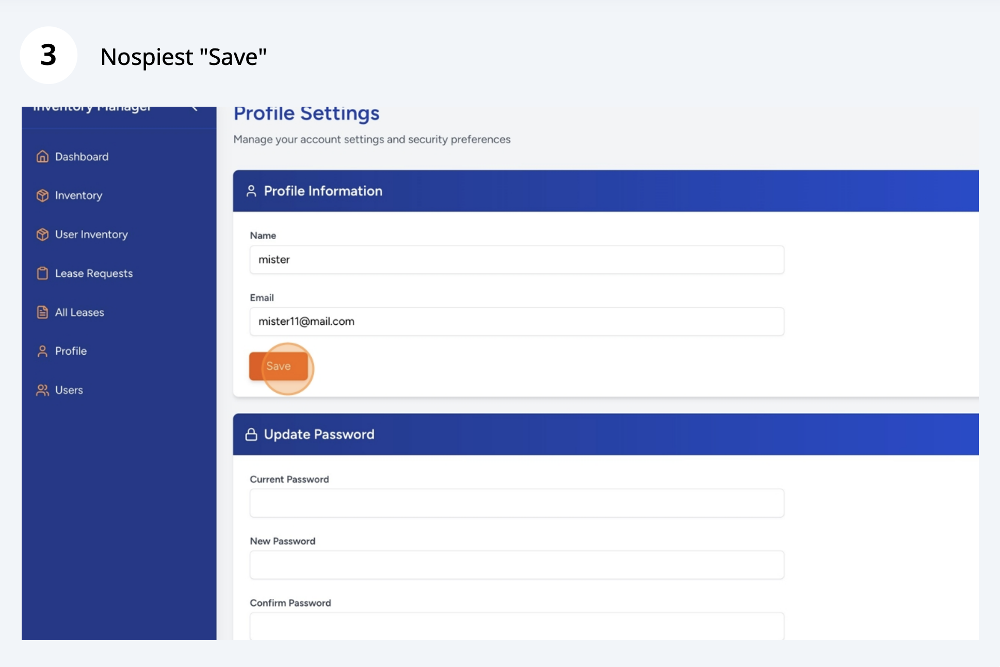 3
Nospiest "Save"
Inventory Manager
Profile Settings
Manage your account settings and security preferences
Dashboard
Inventory
User Inventory
Lease Requests
All Leases
Profile
Users
Profile Information
Name
mister
Email
mister11@mail.com
Save
Update Password
Current Password
New Password
Confirm Password